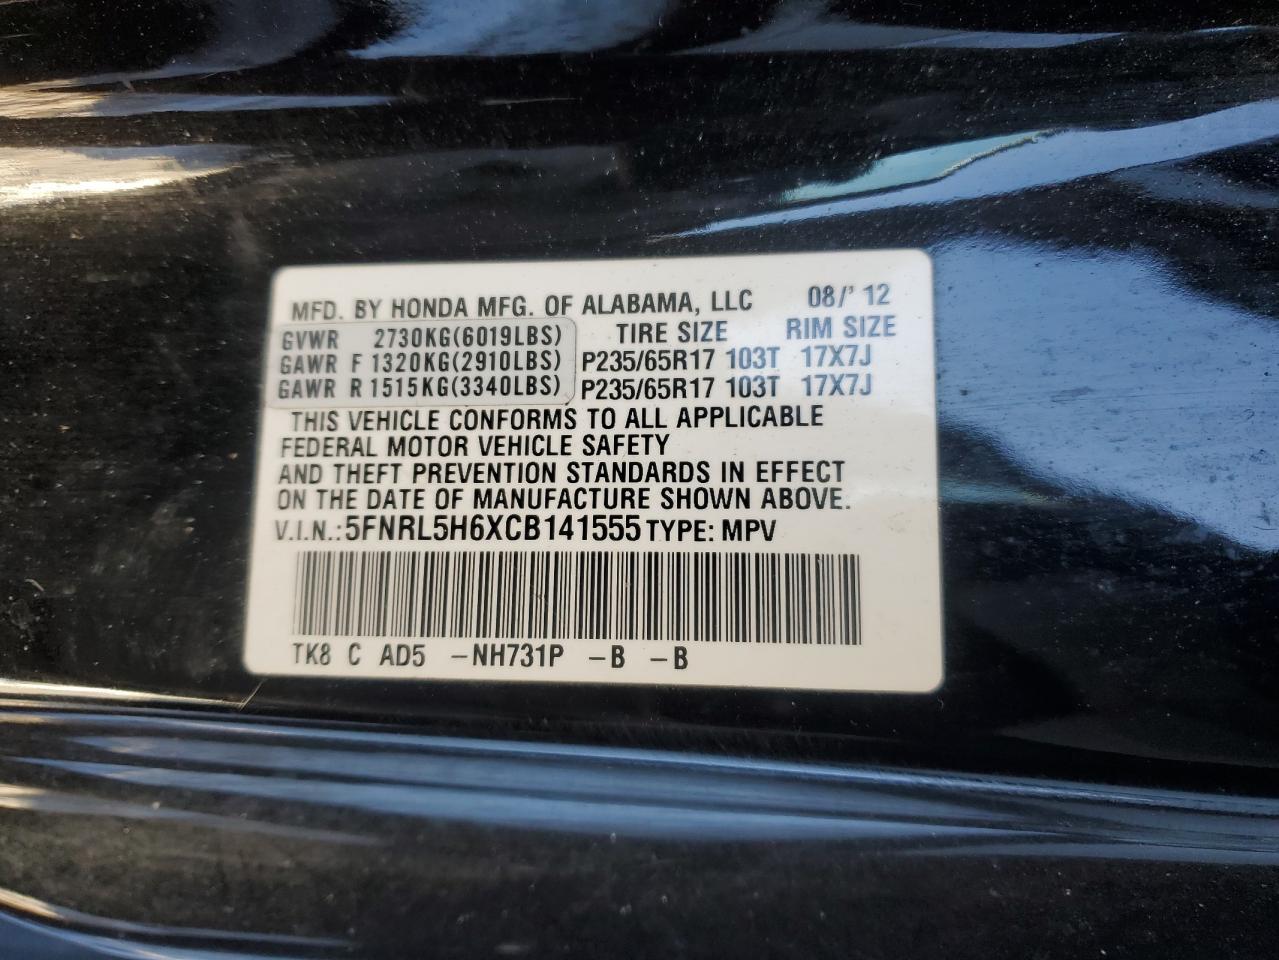 MFD. BY HONDA MFG. OF ALABAMA, LLC 08/' 12
GVWR 2730KG(6019LBS) TIRE SIZE RIM SIZE
GAWR F 1320KG(2910LBS) P235/65R17 103T 17X7J
GAWR R 1515KG(3340LBS) P235/65R17 103T 17X7J
THIS VEHICLE CONFORMS TO ALL APPLICABLE
FEDERAL MOTOR VEHICLE SAFETY
AND THEFT PREVENTION STANDARDS IN EFFECT
ON THE DATE OF MANUFACTURE SHOWN ABOVE.
V.I.N.: 5FNRL5H6XCB141555 TYPE: MPV
TK8 C AD5 -NH731P -B -B